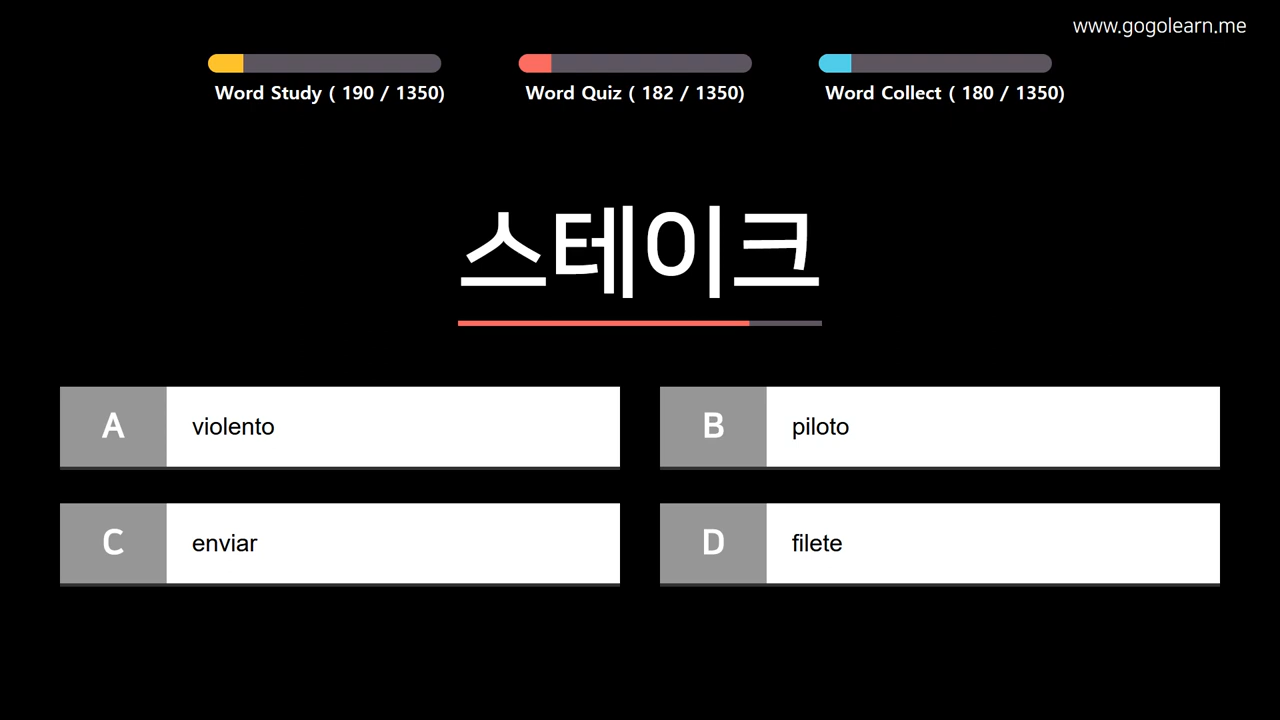 www.gogolearn.me
Word Study ( 190 / 1350)
Word Quiz ( 182 / 1350)
Word Collect ( 180 / 1350)
스테이크
A violento
B piloto
C enviar
D filete